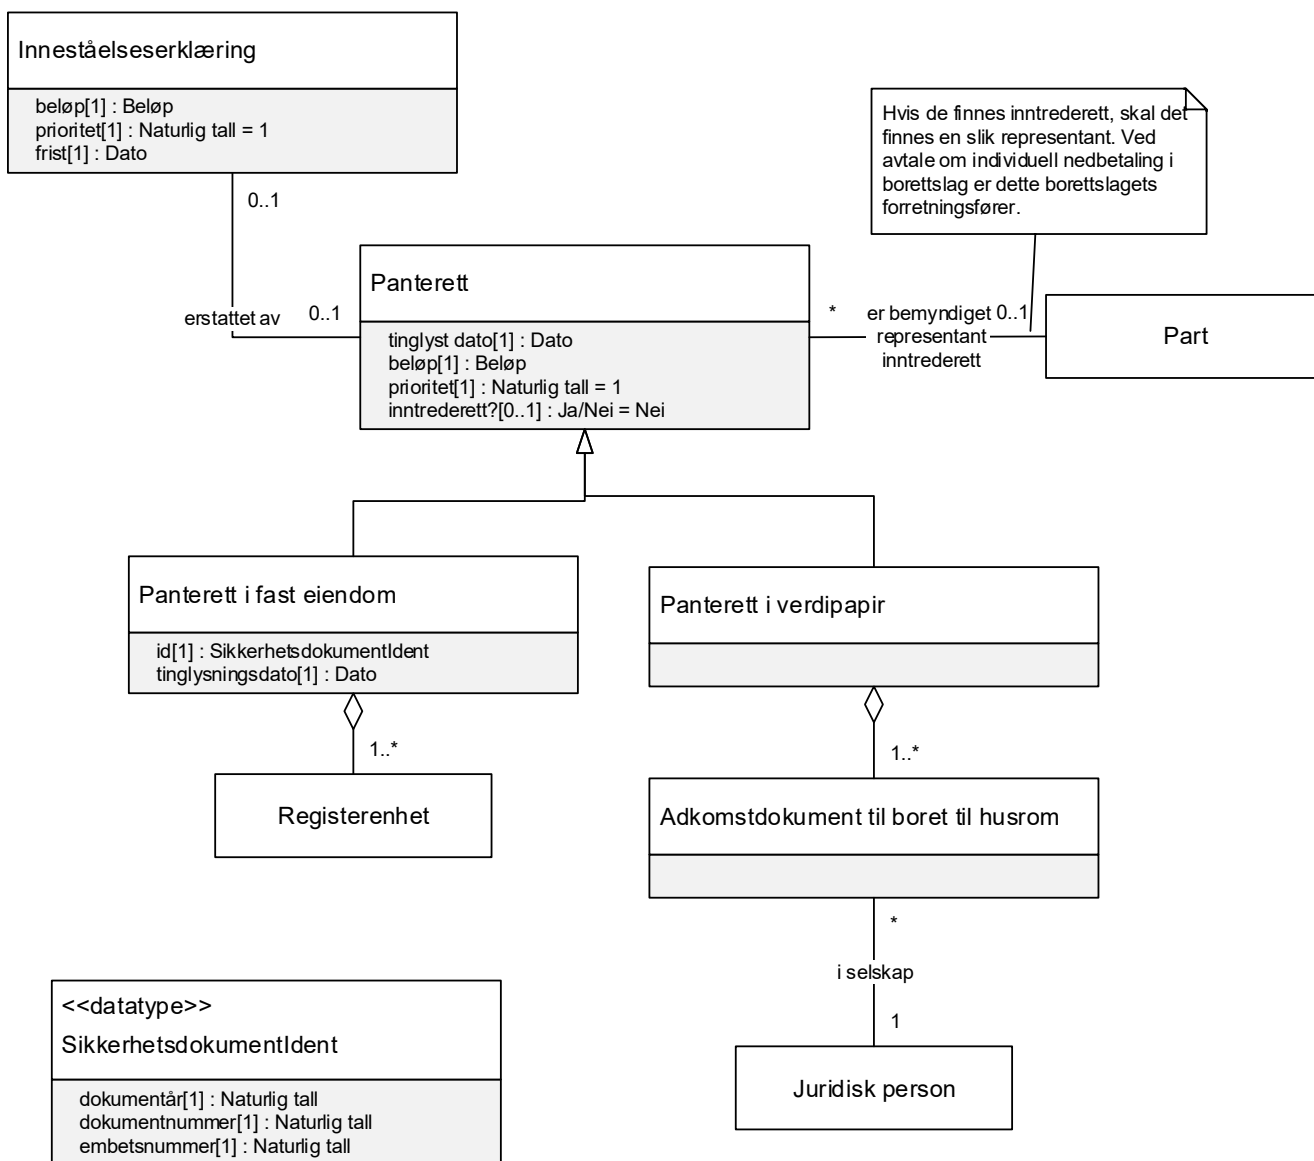 Inneståelseserklæring
beløp[1] : Beløp
prioritet[1] : Naturlig tall = 1
frist[1] : Dato
0..1
erstattet av
0..1
Hvis de finnes inntrederett, skal det
finnes en slik representant. Ved
avtale om individuell nedbetaling i
borettslag er dette borettslagets
forretningsfører.
Panterett
tinglyst dato[1] : Dato
beløp[1] : Beløp
prioritet[1] : Naturlig tall = 1
inntrederett?[0..1] : Ja/Nei = Nei
*
er bemyndiget
representant
inntrederett
0..1
Part
Panterett i fast eiendom
id[1] : SikkerhetsdokumentIdent
tinglysningsdato[1] : Dato
1..*
Registerenhet
Panterett i verdipapir
1..*
Adkomstdokument til boret til husrom
*
i selskap
1
Juridisk person
<<datatype>>
SikkerhetsdokumentIdent
dokumentår[1] : Naturlig tall
dokumentnummer[1] : Naturlig tall
embetsnummer[1] : Naturlig tall